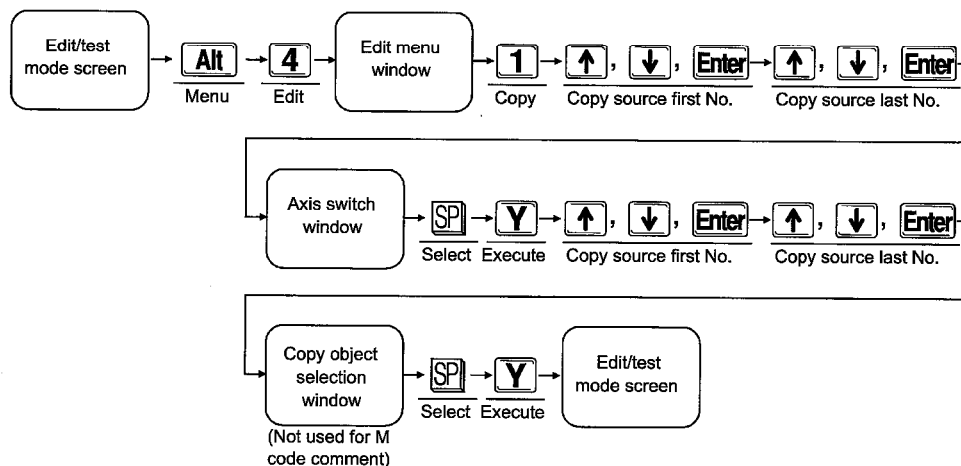 Edit/test
mode screen
Alt
Menu
4
Edit
Edit menu
window
1
Copy
↑, ↓, Enter
Copy source first No.
↑, ↓, Enter
Copy source last No.
Axis switch
window
SP
Select
Y
Execute
↑, ↓, Enter
Copy source first No.
↑, ↓, Enter
Copy source last No.
Copy object
selection
window
(Not used for M
code comment)
SP
Select
Y
Execute
Edit/test
mode screen